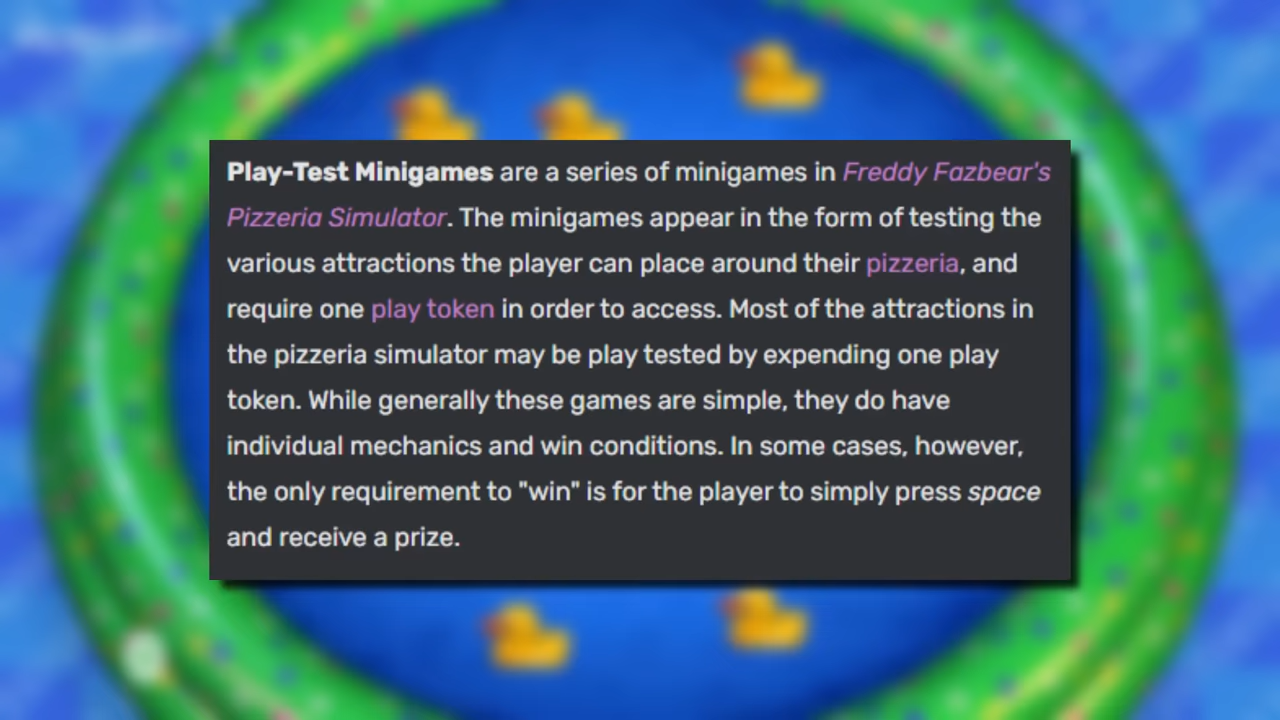 Play-Test Minigames are a series of minigames in Freddy Fazbear's
Pizzeria Simulator. The minigames appear in the form of testing the
various attractions the player can place around their pizzeria, and
require one play token in order to access. Most of the attractions in
the pizzeria simulator may be play tested by expending one play
token. While generally these games are simple, they do have
individual mechanics and win conditions. In some cases, however,
the only requirement to "win" is for the player to simply press space
and receive a prize.